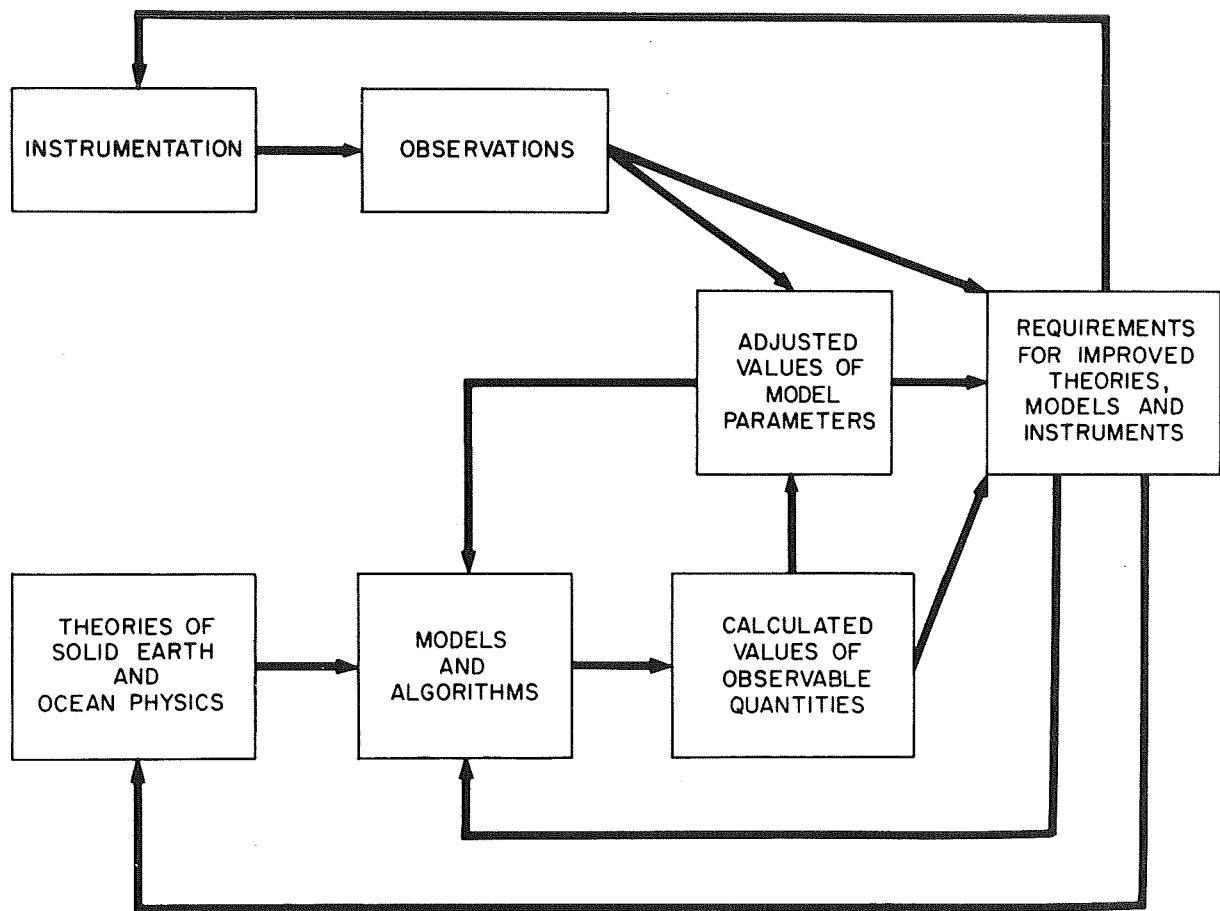 INSTRUMENTATION
OBSERVATIONS
ADJUSTED
VALUES OF
MODEL
PARAMETERS
REQUIREMENTS
FOR IMPROVED
THEORIES,
MODELS AND
INSTRUMENTS
THEORIES OF
SOLID EARTH
AND
OCEAN PHYSICS
MODELS
AND
ALGORITHMS
CALCULATED
VALUES OF
OBSERVABLE
QUANTITIES